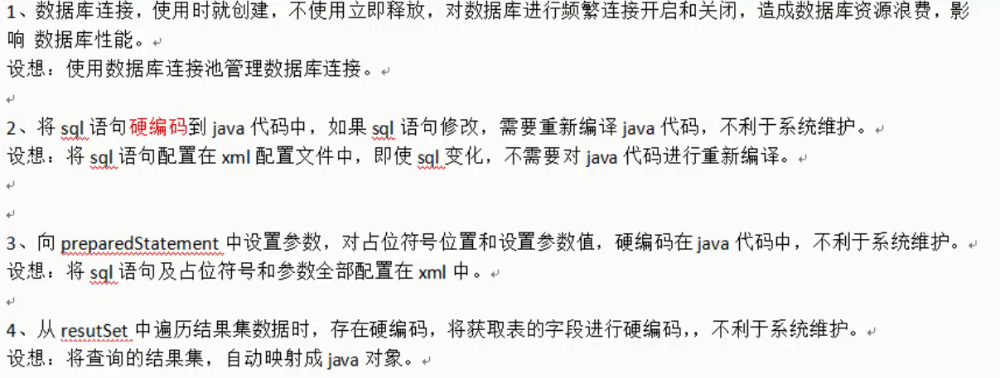 1、数据库连接，使用时就创建，不使用立即释放，对数据库进行频繁连接开启和关闭，造成数据库资源浪费，影
响 数据库性能。
设想：使用数据库连接池管理数据库连接。
2、将 sql 语句硬编码到 java 代码中，如果 sql 语句修改，需要重新编译 java 代码，不利于系统维护。
设想：将 sql 语句配置在 xml 配置文件中，即使 sql 变化，不需要对 java 代码进行重新编译。
3、向 preparedStatement 中设置参数，对占位符号位置和设置参数值，硬编码在 java 代码中，不利于系统维护。
设想：将 sql 语句及占位符号和参数全部配置在 xml 中。
4、从 resutSet 中遍历结果集数据时，存在硬编码，将获取表的字段进行硬编码，，不利于系统维护。
设想：将查询的结果集，自动映射成 java 对象。